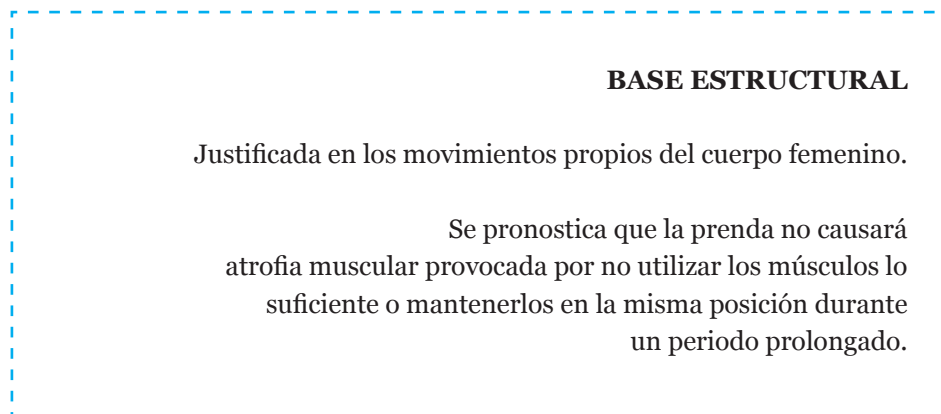 BASE ESTRUCTURAL
Justificada en los movimientos propios del cuerpo femenino.
Se pronostica que la prenda no causará
atrofia muscular provocada por no utilizar los músculos lo
suficiente o mantenerlos en la misma posición durante
un periodo prolongado.